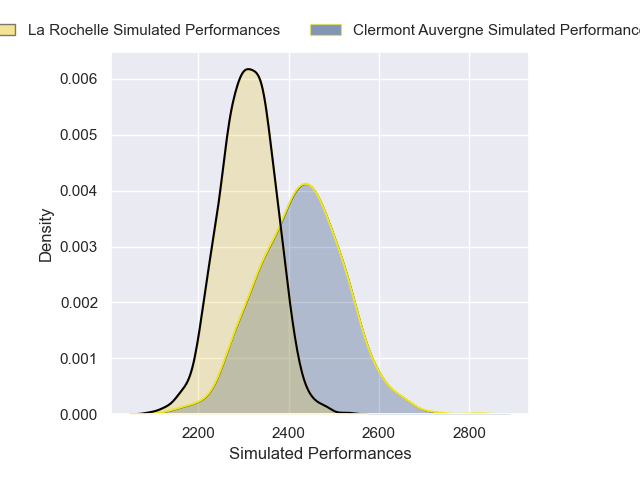 La Rochelle Simulated Performances
Clermont Auvergne Simulated Performanc
0.006
0.005
0.004
0.003
0.002
0.001
0.000
Density
2200 2400 2600 2800
Simulated Performances